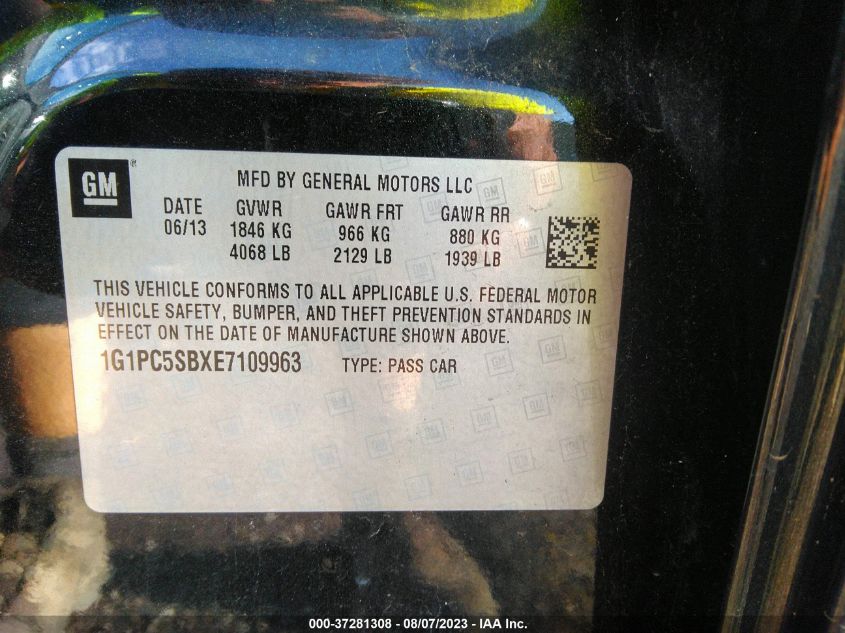 GM
MFD BY GENERAL MOTORS LLC
DATE GVWR GAWR FRT GAWR RR
06/13 1846 KG 966 KG 880 KG
4068 LB 2129 LB 1939 LB
THIS VEHICLE CONFORMS TO ALL APPLICABLE U.S. FEDERAL MOTOR
VEHICLE SAFETY, BUMPER, AND THEFT PREVENTION STANDARDS IN
EFFECT ON THE DATE OF MANUFACTURE SHOWN ABOVE.
1G1PC5SBXE7109963 TYPE: PASS CAR
000-37281308 - 08/07/2023 - IAA Inc.